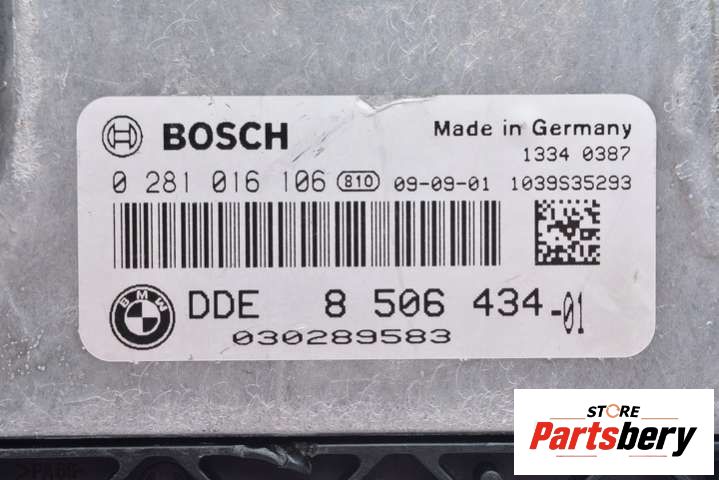 BOSCH
Made in Germany
1334 0387
0 281 016 106 810 09-09-01 1039S35293
BMW
DDE 8 506 434-01
030289583
STORE
Partsbery